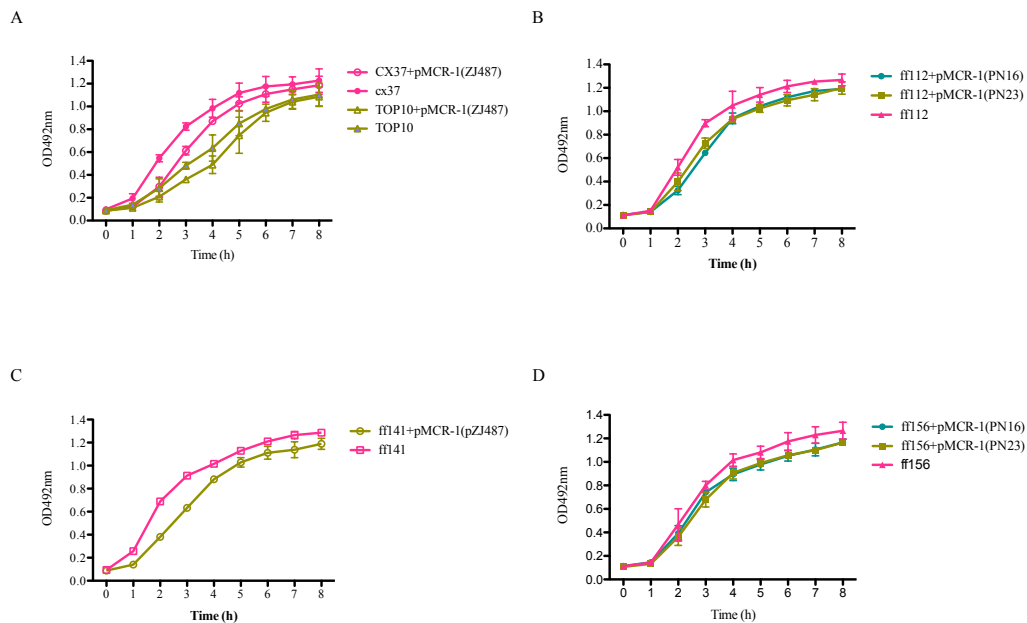 A
B
1.4
1.2
1.0
0.8
0.6
0.4
0.2
0.0
OD492nm
0 1 2 3 4 5 6 7 8
Time (h)
CX37+pMCR-1(ZJ487)
cx37
TOP10+pMCR-1(ZJ487)
TOP10
1.4
1.2
1.0
0.8
0.6
0.4
0.2
0.0
OD492nm
0 1 2 3 4 5 6 7 8
Time (h)
ff112+pMCR-1(PN16)
ff112+pMCR-1(PN23)
ff112
C
D
1.4
1.2
1.0
0.8
0.6
0.4
0.2
0.0
OD492nm
0 1 2 3 4 5 6 7 8
Time (h)
ff141+pMCR-1(pZJ487)
ff141
1.4
1.2
1.0
0.8
0.6
0.4
0.2
0.0
OD492nm
0 1 2 3 4 5 6 7 8
Time (h)
ff156+pMCR-1(PN16)
ff156+pMCR-1(PN23)
ff156